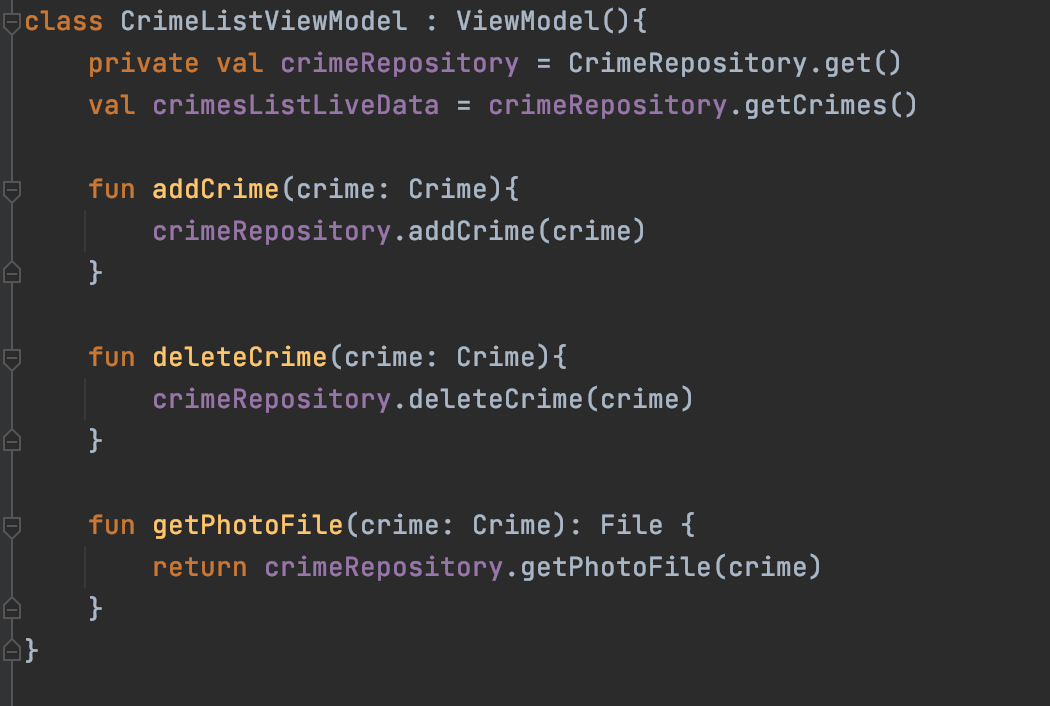 class CrimeListViewModel : ViewModel(){
    private val crimeRepository = CrimeRepository.get()
    val crimesListLiveData = crimeRepository.getCrimes()

    fun addCrime(crime: Crime){
        crimeRepository.addCrime(crime)
    }

    fun deleteCrime(crime: Crime){
        crimeRepository.deleteCrime(crime)
    }

    fun getPhotoFile(crime: Crime): File {
        return crimeRepository.getPhotoFile(crime)
    }
}